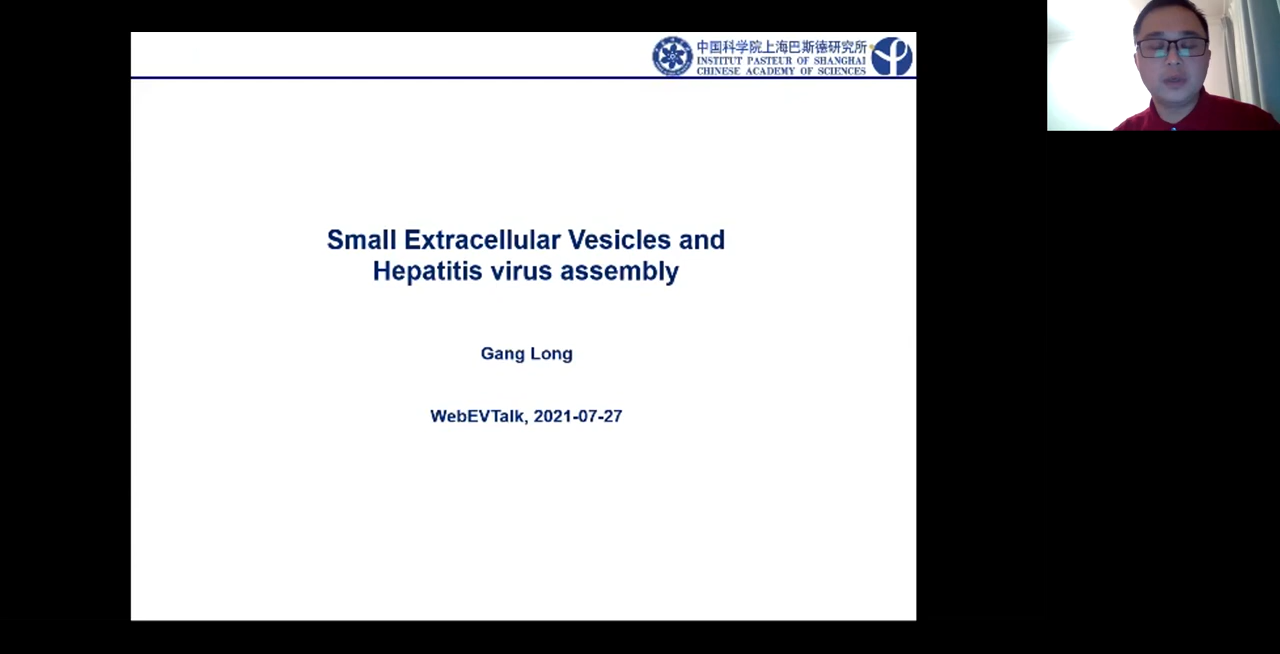 中国科学院上海巴斯德研究所
INSTITUT PASTEUR OF SHANGHAI
CHINESE ACADEMY OF SCIENCES
Small Extracellular Vesicles and
Hepatitis virus assembly
Gang Long
WebEVTalk, 2021-07-27